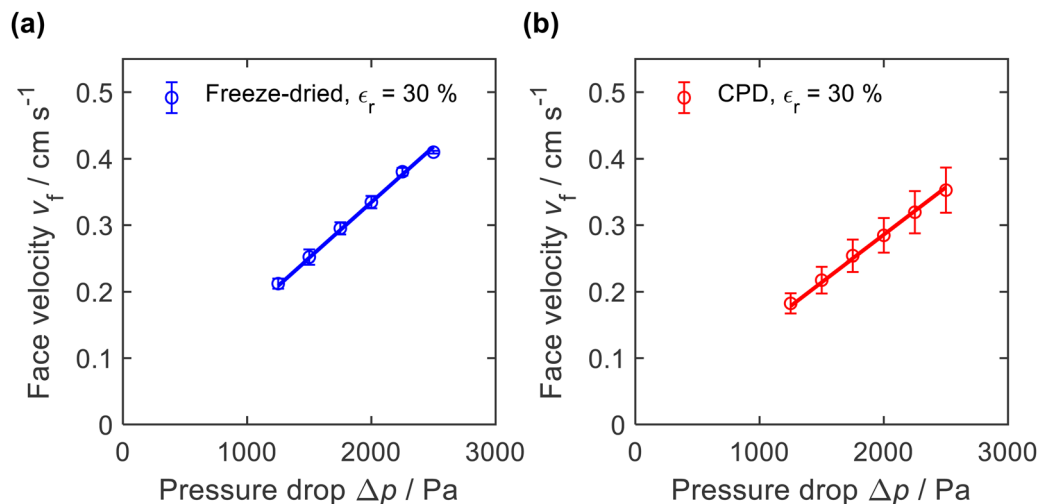 (a)
Freeze-dried, ϵr = 30 %
Face velocity vf / cm s-1
0.5
0.4
0.3
0.2
0.1
0
0
1000
2000
3000
Pressure drop Δp / Pa
(b)
CPD, ϵr = 30 %
Face velocity vf / cm s-1
0.5
0.4
0.3
0.2
0.1
0
0
1000
2000
3000
Pressure drop Δp / Pa